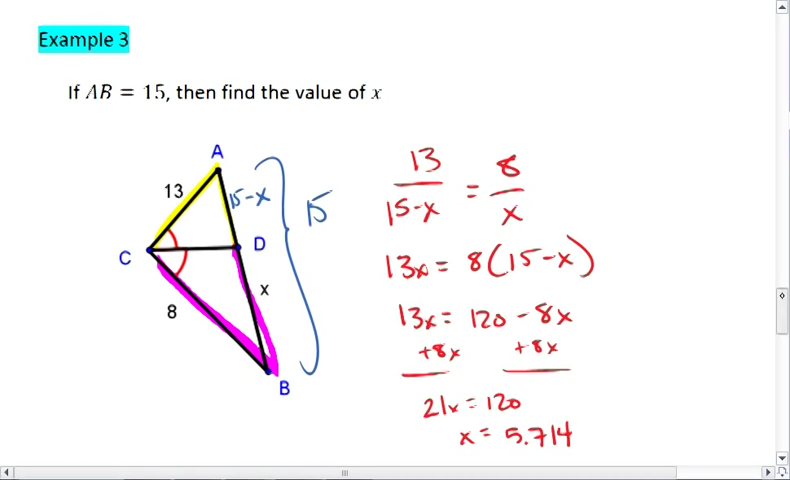 Example 3
If AB = 15, then find the value of x
A
13
15-x
15
C
D
x
8
B
13/15-x = 8/x
13x = 8(15-x)
13x = 120 - 8x
+8x +8x
21x = 120
x = 5.714